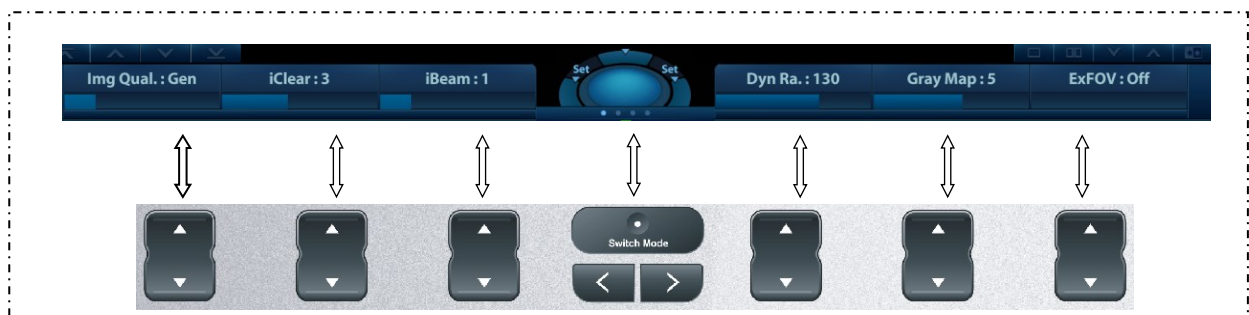 Set Set
Img Qual. : Gen iClear : 3 iBeam : 1 Dyn Ra. : 130 Gray Map : 5 ExFOV : Off
Switch Mode